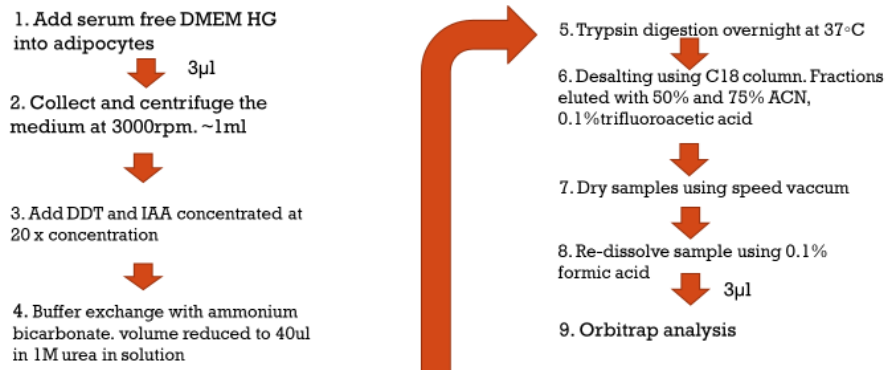 1. Add serum free DMEM HG
into adipocytes
3µl
2. Collect and centrifuge the
medium at 3000rpm. ~1ml
3. Add DDT and IAA concentrated at
20 x concentration
4. Buffer exchange with ammonium
bicarbonate. volume reduced to 40ul
in 1M urea in solution
5. Trypsin digestion overnight at 37◦C
6. Desalting using C18 column. Fractions
eluted with 50% and 75% ACN,
0.1%trifluoroacetic acid
7. Dry samples using speed vaccum
8. Re-dissolve sample using 0.1%
formic acid
3µl
9. Orbitrap analysis